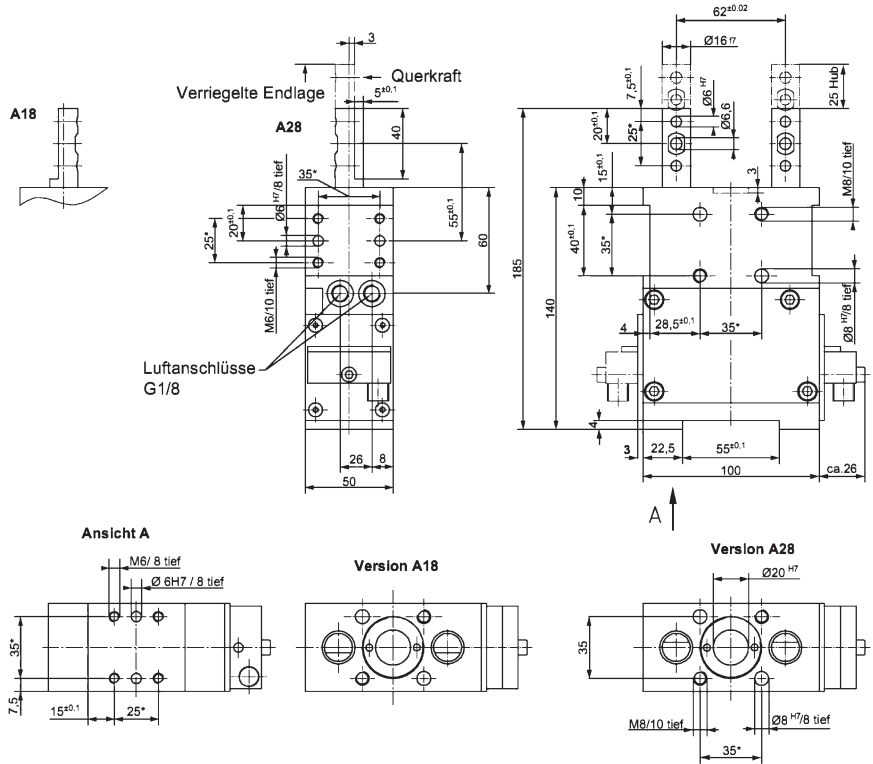 3
Verriegelte Endlage
Querkraft
5±0,1
A18
A28
40
Ø6 H7/8 tief
35*
20±0,1
25*
M6/10 tief
55±0,1
60
Luftanschlüsse
G1/8
26
8
50
62±0,02
Ø16 f7
7,5±0,1
Ø6 H7
Ø6,6
25 Hub
20±0,1
25*
15±0,1
3
M8/10 tief
10
40±0,1
35*
185
140
4
28,5±0,1
35*
Ø8 H7/8 tief
4
3
22,5
55±0,1
100
ca.26
A
Ansicht A
M6/ 8 tief
Ø 6H7 / 8 tief
35*
7,5
15±0,1
25*
Version A18
Version A28
Ø20 H7
35
M8/10 tief
Ø8 H7/8 tief
35*